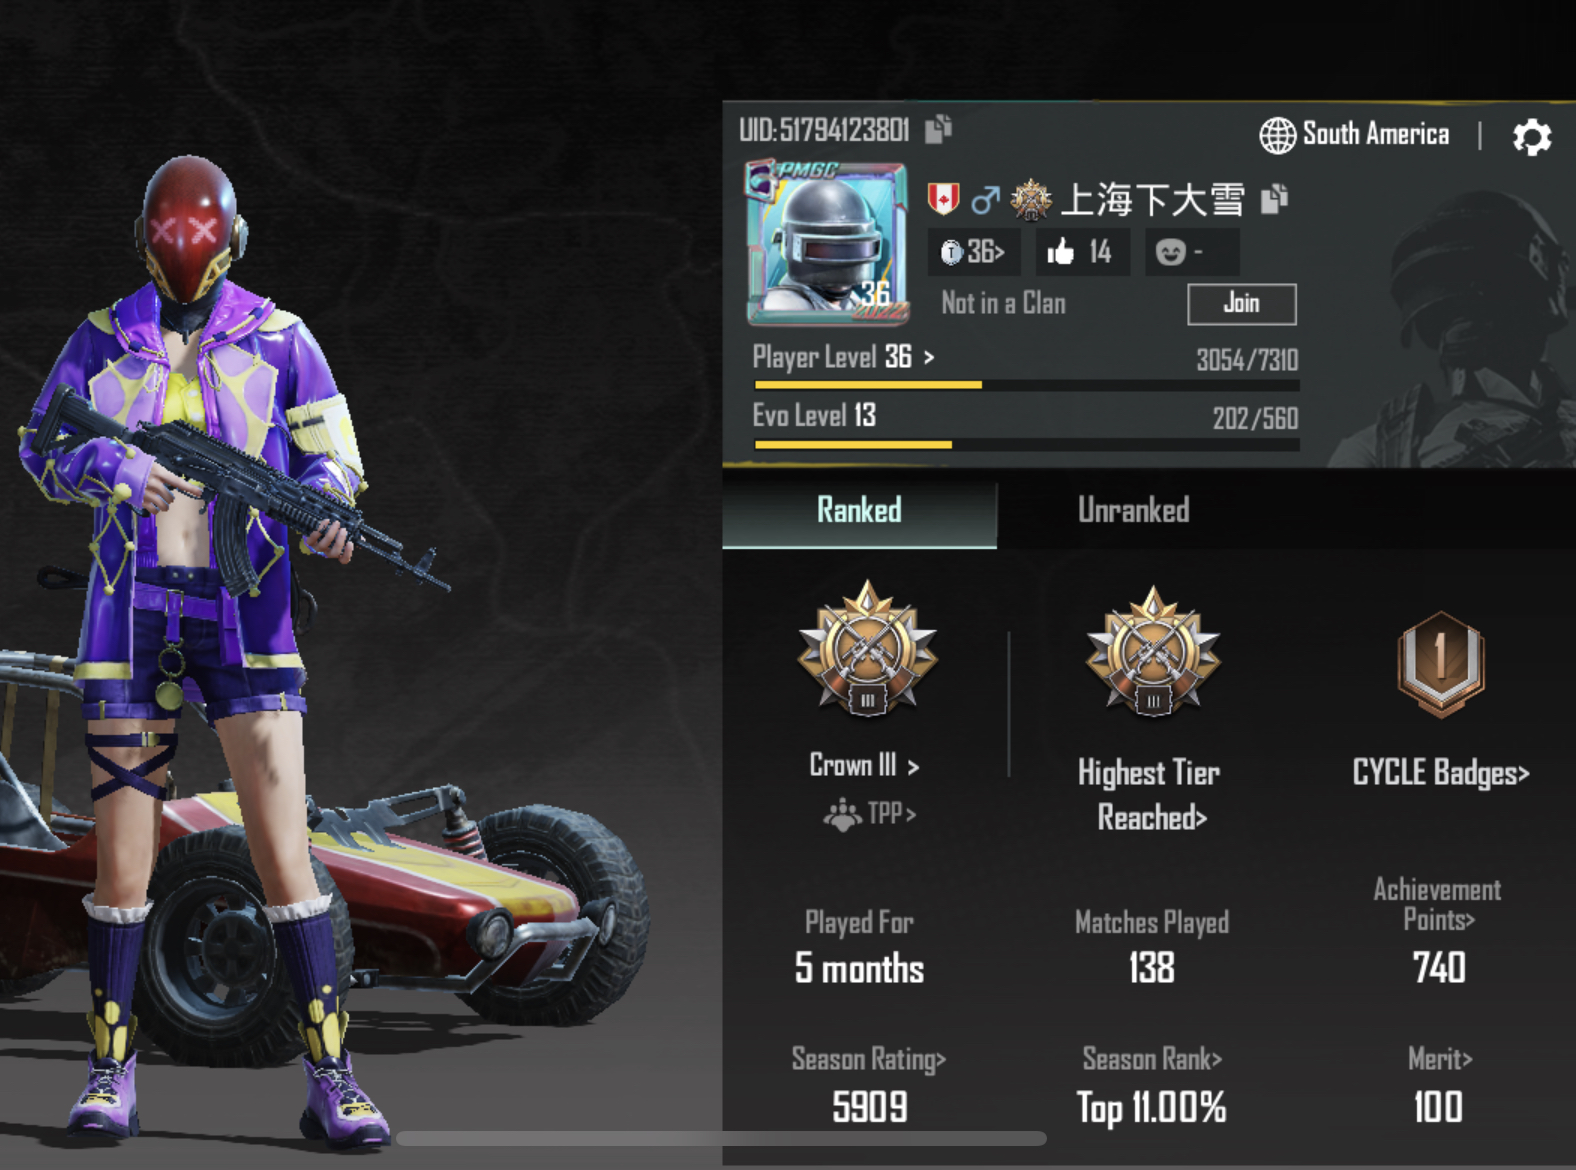 UID:51794123801
South America
PMGC
上海下大雪
36
2022
36>
14
-
Not in a Clan
Join
Player Level 36 >
3054/7310
Evo Level 13
202/560
Ranked
Unranked
III
III
1
Crown III >
TPP>
Highest Tier
Reached>
CYCLE Badges>
Played For
5 months
Matches Played
138
Achievement
Points>
740
Season Rating>
5909
Season Rank>
Top 11.00%
Merit>
100